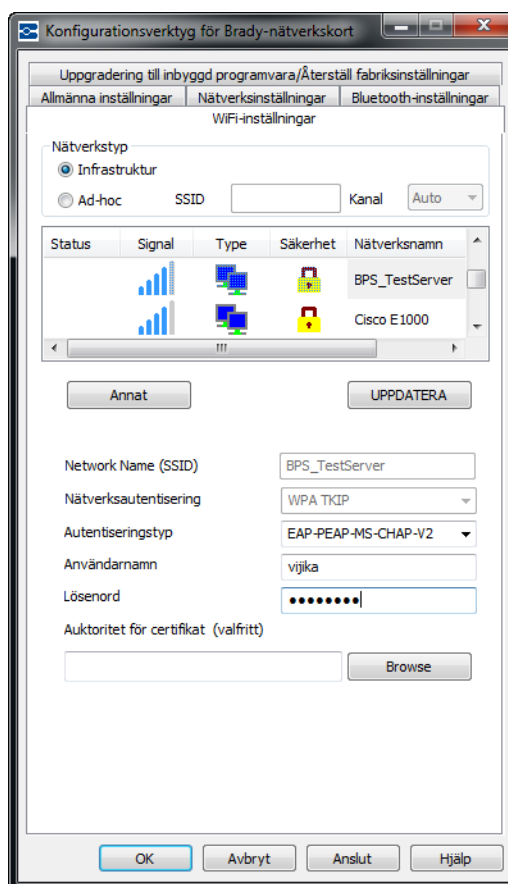 Konfigurationsverktyg för Brady-nätverkskort
Uppgradering till inbyggd programvara/Återställ fabriksinställningar
Allmänna inställningar Nätverksinställningar Bluetooth-inställningar
WiFi-inställningar
Nätverkstyp
Infrastruktur
Ad-hoc SSID Kanal Auto
Status Signal Type Säkerhet Nätverksnamn
BPS_TestServer
Cisco E1000
Annat UPPDATERA
Network Name (SSID) BPS_TestServer
Nätverksautentisering WPA TKIP
Autentiseringstyp EAP-PEAP-MS-CHAP-V2
Användarnamn vijika
Lösenord ●●●●●●●●
Auktoritet för certifikat (valfritt)
Browse
OK Avbryt Anslut Hjälp